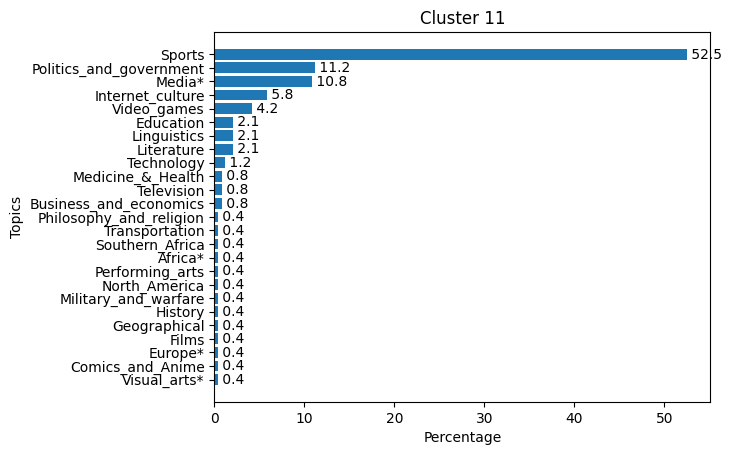 Cluster 11
Topics
Sports 52.5
Politics_and_government 11.2
Media* 10.8
Internet_culture 5.8
Video_games 4.2
Education 2.1
Linguistics 2.1
Literature 2.1
Technology 1.2
Medicine_&_Health 0.8
Television 0.8
Business_and_economics 0.8
Philosophy_and_religion 0.4
Transportation 0.4
Southern_Africa 0.4
Africa* 0.4
Performing_arts 0.4
North_America 0.4
Military_and_warfare 0.4
History 0.4
Geographical 0.4
Films 0.4
Europe* 0.4
Comics_and_Anime 0.4
Visual_arts* 0.4
0 10 20 30 40 50
Percentage